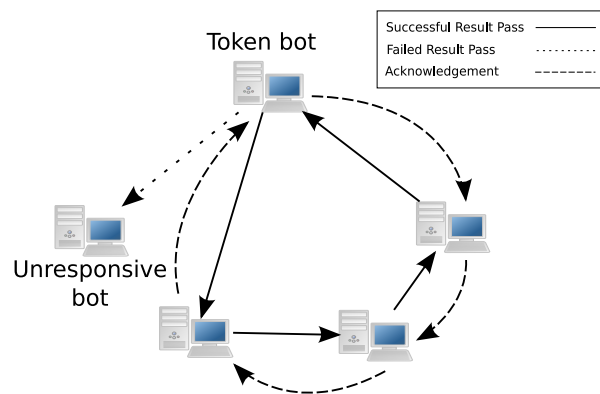 Token bot
Successful Result Pass
Failed Result Pass
Acknowledgement
Unresponsive
bot